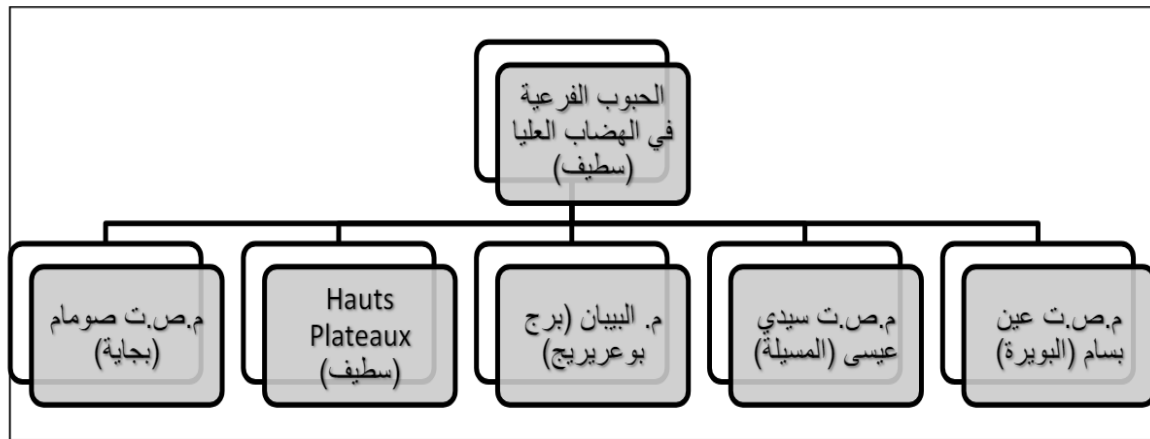 الحبوب الفرعية
في الهضاب العليا
(سطيف)
م.ص.ت عين
بسام (البويرة)
م.ص.ت سيدي
عيسى (المسيلة)
م. البيبان (برج
بوعريريج)
Hauts
Plateaux
(سطيف)
م.ص.ت صومام
(بجاية)